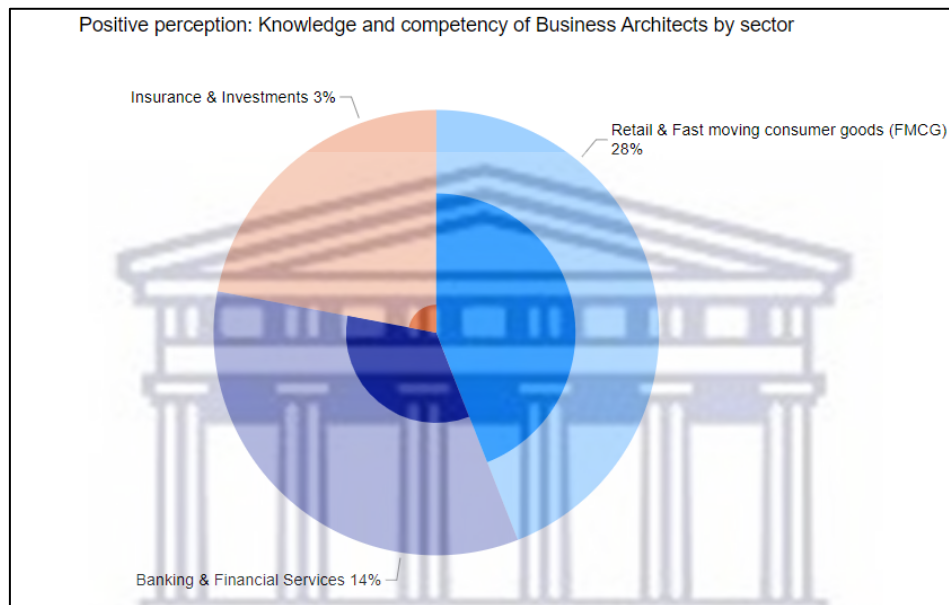 Positive perception: Knowledge and competency of Business Architects by sector
Insurance & Investments 3%
Retail & Fast moving consumer goods (FMCG)
28%
Banking & Financial Services 14%